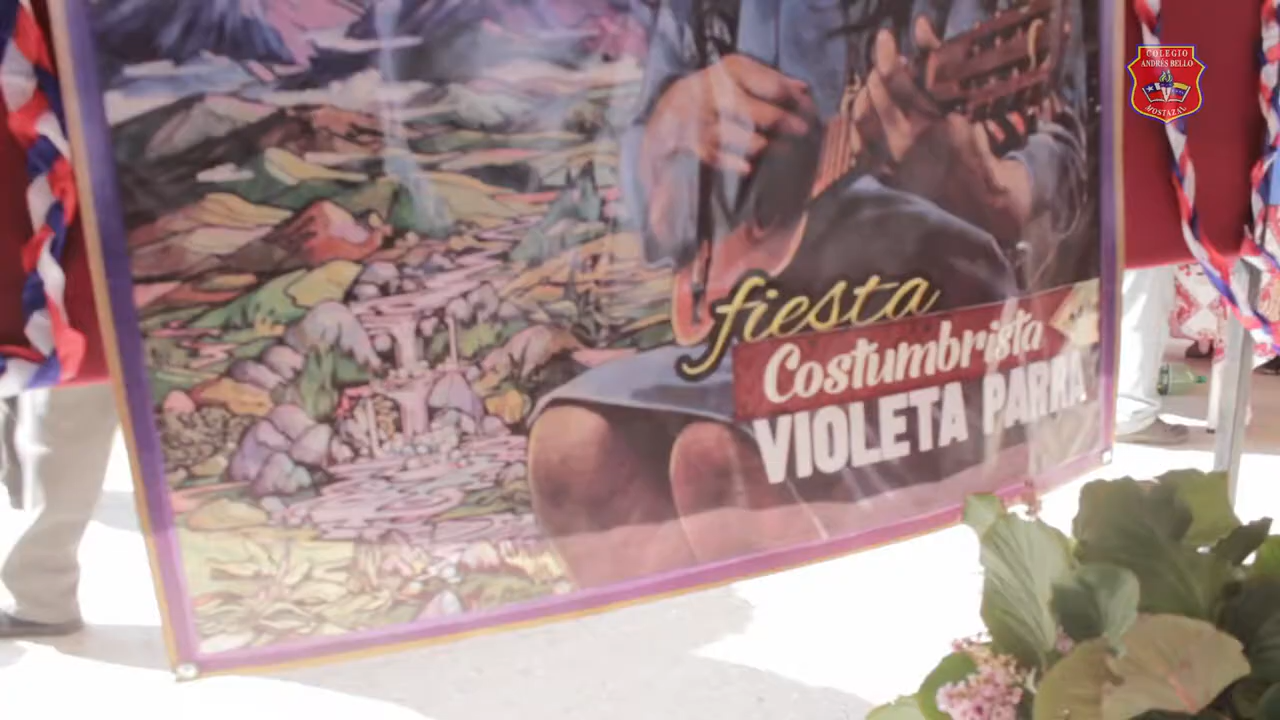 COLEGIO
ANDRÉS BELLO
MOSTAZAL
fiesta
Costumbrista
VIOLETA PARRA